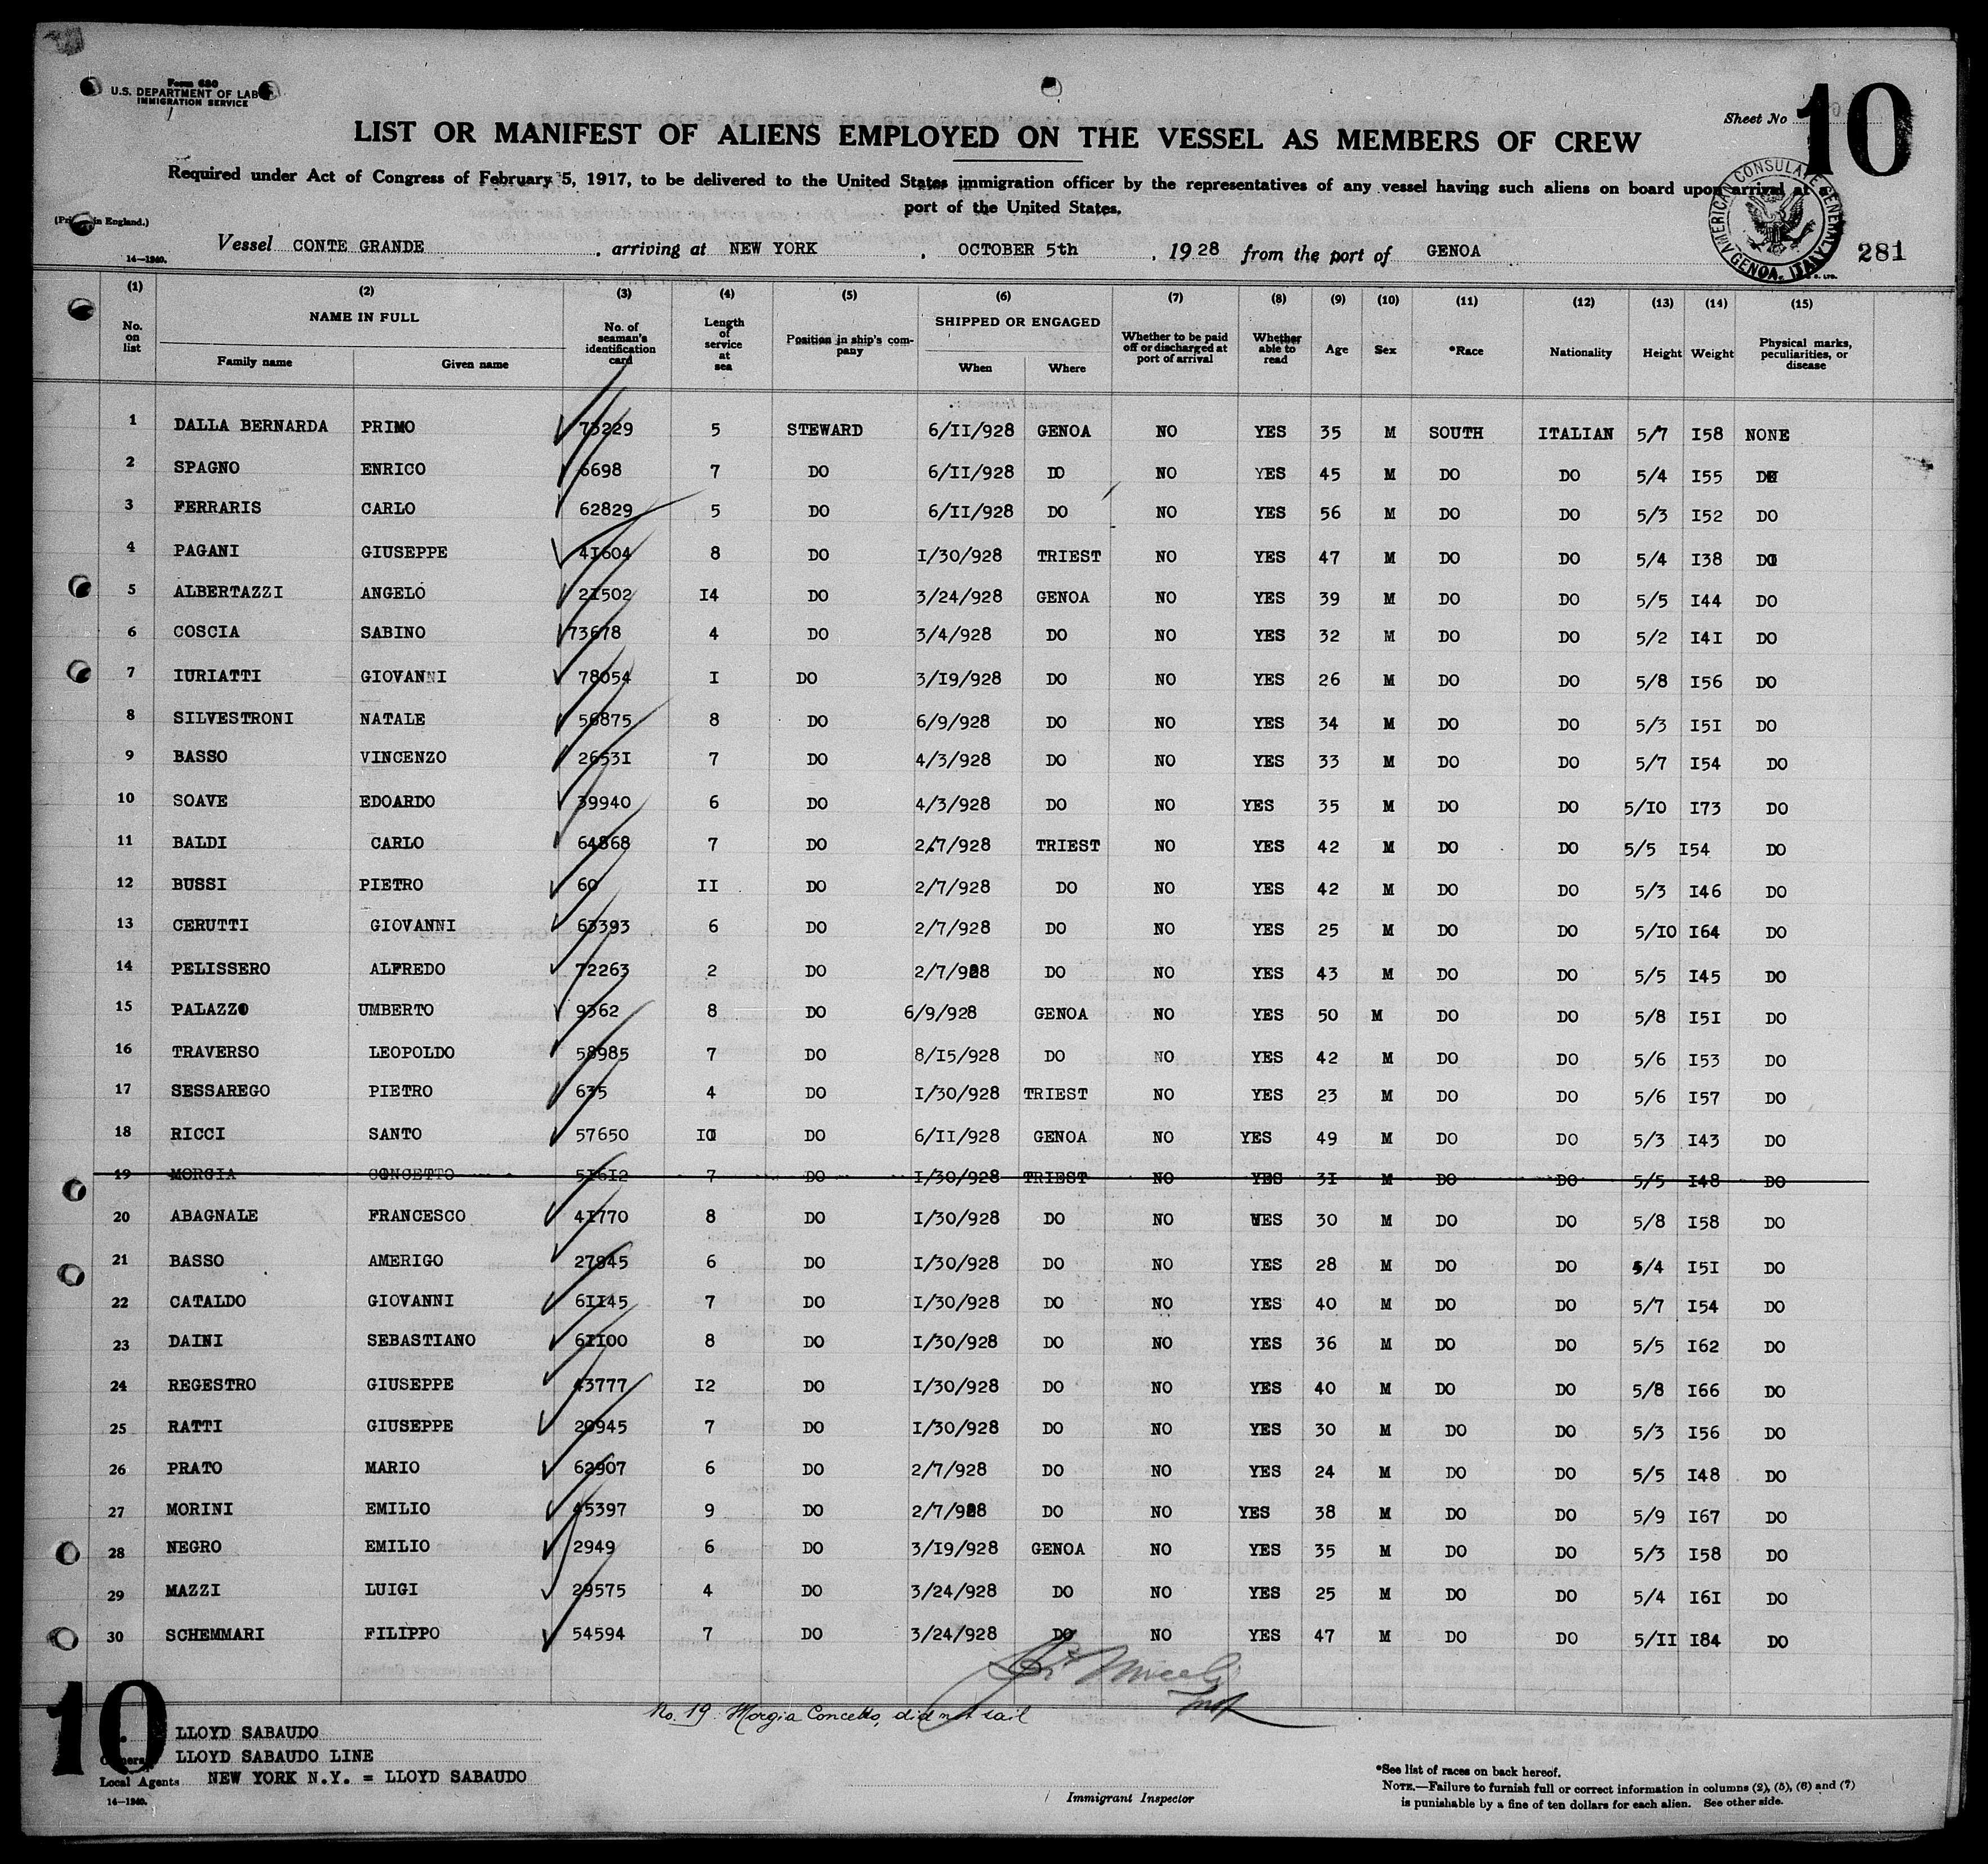 Form 680
U.S. DEPARTMENT OF LAB
IMMIGRATION SERVICE
Sheet No 10
LIST OR MANIFEST OF ALIENS EMPLOYED ON THE VESSEL AS MEMBERS OF CREW
Required under Act of Congress of February 5, 1917, to be delivered to the United States immigration officer by the representatives of any vessel having such aliens on board upon arrival at
port of the United States.
AMERICAN CONSULATE GENERAL GENOA, ITALY
in England.)
Vessel CONTE GRANDE, arriving at NEW YORK, OCTOBER 5th, 1928 from the port of GENOA
281
14—1240.
(1) (2) (3) (4) (5) (6) (7) (8) (9) (10) (11) (12) (13) (14) (15)
No. on list NAME IN FULL Family name Given name No. of seaman's identification card Length of service at sea Position in ship's company SHIPPED OR ENGAGED When Where Whether to be paid off or discharged at port of arrival Whether able to read Age Sex *Race Nationality Height Weight Physical marks, peculiarities, or disease
1 DALLA BERNARDA PRIMO 73229 5 STEWARD 6/II/928 GENOA NO YES 35 M SOUTH ITALIAN 5/7 I58 NONE
2 SPAGNO ENRICO 6698 7 DO 6/II/928 DO NO YES 45 M DO DO 5/4 I55 DO
3 FERRARIS CARLO 62829 5 DO 6/II/928 DO NO YES 56 M DO DO 5/3 I52 DO
4 PAGANI GIUSEPPE 4I604 8 DO I/30/928 TRIEST NO YES 47 M DO DO 5/4 I38 DO
5 ALBERTAZZI ANGELO 2I502 I4 DO 3/24/928 GENOA NO YES 39 M DO DO 5/5 I44 DO
6 COSCIA SABINO 73678 4 DO 3/4/928 DO NO YES 32 M DO DO 5/2 I4I DO
7 IURIATTI GIOVANNI 78054 I DO 3/I9/928 DO NO YES 26 M DO DO 5/8 I56 DO
8 SILVESTRONI NATALE 56875 8 DO 6/9/928 DO NO YES 34 M DO DO 5/3 I5I DO
9 BASSO VINCENZO 2653I 7 DO 4/3/928 DO NO YES 33 M DO DO 5/7 I54 DO
10 SOAVE EDOARDO 39940 6 DO 4/3/928 DO NO YES 35 M DO DO 5/IO I73 DO
11 BALDI CARLO 64868 7 DO 2/7/928 TRIEST NO YES 42 M DO DO 5/5 I54 DO
12 BUSSI PIETRO 60 II DO 2/7/928 DO NO YES 42 M DO DO 5/3 I46 DO
13 CERUTTI GIOVANNI 63393 6 DO 2/7/928 DO NO YES 25 M DO DO 5/IO I64 DO
14 PELISSERO ALFREDO 72263 2 DO 2/7/928 DO NO YES 43 M DO DO 5/5 I45 DO
15 PALAZZO UMBERTO 9362 8 DO 6/9/928 GENOA NO YES 50 M DO DO 5/8 I5I DO
16 TRAVERSO LEOPOLDO 58985 7 DO 8/I5/928 DO NO YES 42 M DO DO 5/6 I53 DO
17 SESSAREGO PIETRO 635 4 DO I/30/928 TRIEST NO YES 23 M DO DO 5/6 I57 DO
18 RICCI SANTO 57650 IO DO 6/II/928 GENOA NO YES 49 M DO DO 5/3 I43 DO
19 MORGIA CONCETTO 5I6I2 7 DO I/30/928 TRIEST NO YES 3I M DO DO 5/5 I48 DO
20 ABAGNALE FRANCESCO 4I770 8 DO I/30/928 DO NO YES 30 M DO DO 5/8 I58 DO
21 BASSO AMERIGO 27945 6 DO I/30/928 DO NO YES 28 M DO DO 5/4 I5I DO
22 CATALDO GIOVANNI 6II45 7 DO I/30/928 DO NO YES 40 M DO DO 5/7 I54 DO
23 DAINI SEBASTIANO 6II00 8 DO I/30/928 DO NO YES 36 M DO DO 5/5 I62 DO
24 REGESTRO GIUSEPPE 43777 I2 DO I/30/928 DO NO YES 40 M DO DO 5/8 I66 DO
25 RATTI GIUSEPPE 20945 7 DO I/30/928 DO NO YES 30 M DO DO 5/3 I56 DO
26 PRATO MARIO 62907 6 DO 2/7/928 DO NO YES 24 M DO DO 5/5 I48 DO
27 MORINI EMILIO 45397 9 DO 2/7/928 DO NO YES 38 M DO DO 5/9 I67 DO
28 NEGRO EMILIO 2949 6 DO 3/I9/928 GENOA NO YES 35 M DO DO 5/3 I58 DO
29 MAZZI LUIGI 29575 4 DO 3/24/928 DO NO YES 25 M DO DO 5/4 I6I DO
30 SCHEMMARI FILIPPO 54594 7 DO 3/24/928 DO NO YES 47 M DO DO 5/II I84 DO
No. 19. Morgia Concetto, did not sail
10
LLOYD SABAUDO
Owners LLOYD SABAUDO LINE
Local Agents NEW YORK N.Y. = LLOYD SABAUDO
14—1240.
Immigrant Inspector
*See list of races on back hereof.
NOTE.—Failure to furnish full or correct information in columns (2), (5), (6) and (7)
is punishable by a fine of ten dollars for each alien. See other side.